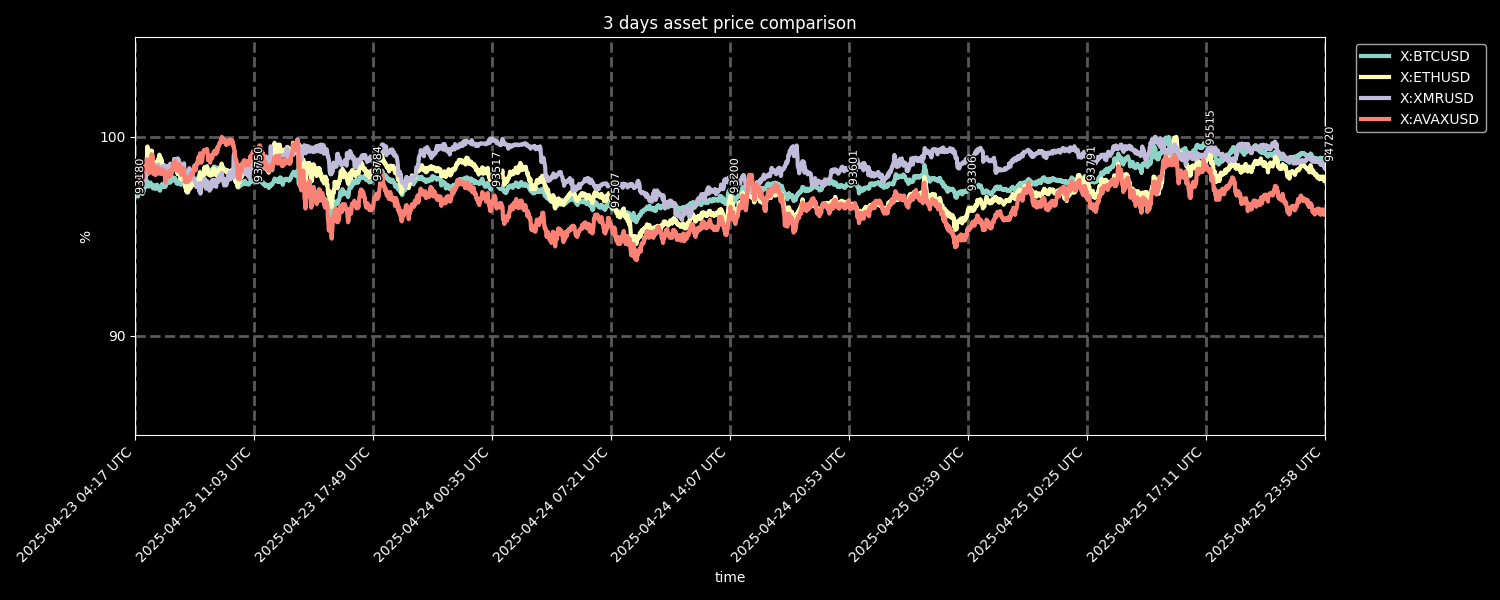 3 days asset price comparison
X:BTCUSD
X:ETHUSD
X:XMRUSD
X:AVAXUSD
%
100
90
93180
93750
93784
93517
92507
93200
93601
93306
93791
95515
94720
2025-04-23 04:17 UTC
2025-04-23 11:03 UTC
2025-04-23 17:49 UTC
2025-04-24 00:35 UTC
2025-04-24 07:21 UTC
2025-04-24 14:07 UTC
2025-04-24 20:53 UTC
2025-04-25 03:39 UTC
2025-04-25 10:25 UTC
2025-04-25 17:11 UTC
2025-04-25 23:58 UTC
time